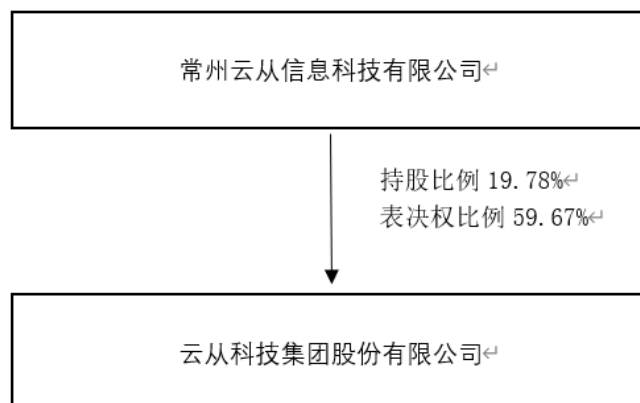 常州云从信息科技有限公司↵
持股比例 19.78%↵
表决权比例 59.67%↵
云从科技集团股份有限公司↵